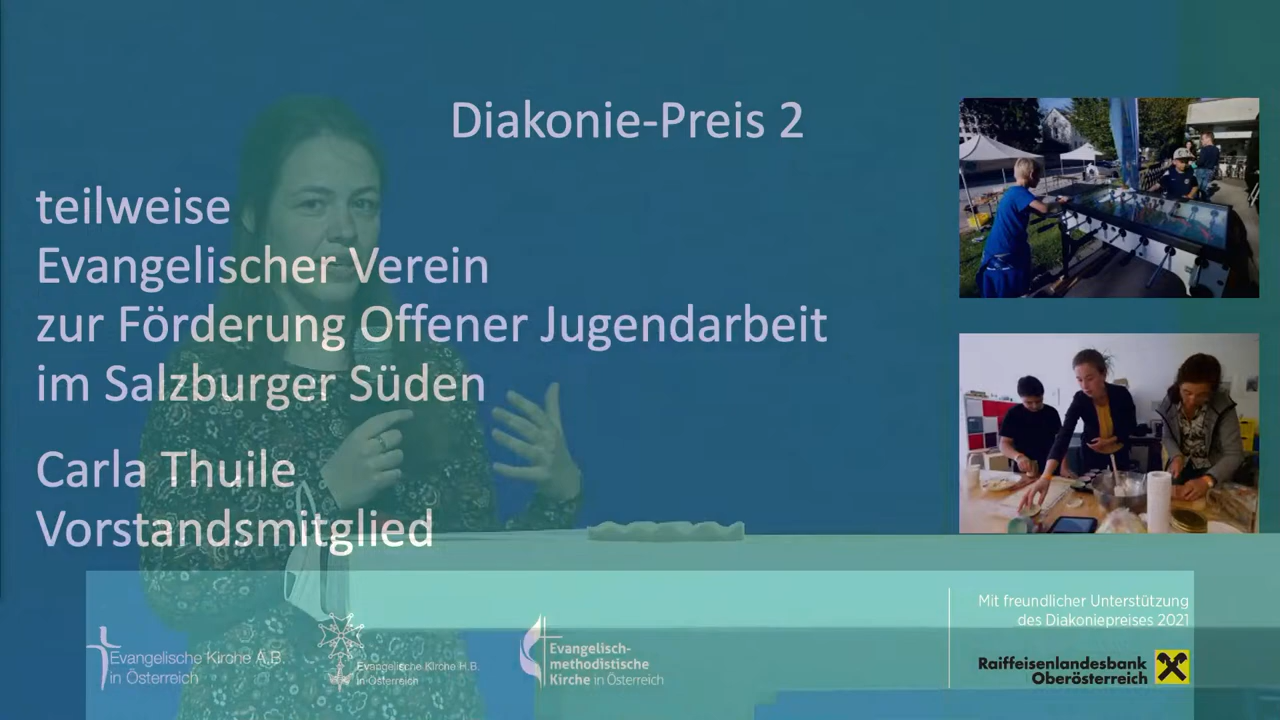 Diakonie-Preis 2
teilweise
Evangelischer Verein
zur Förderung Offener Jugendarbeit
im Salzburger Süden
Carla Thuile
Vorstandsmitglied
Evangelische Kirche A.B.
in Österreich
Evangelische Kirche H.B.
in Österreich
Evangelisch-
methodistische
Kirche in Österreich
Mit freundlicher Unterstützung
des Diakoniepreises 2021
Raiffeisenlandesbank
Oberösterreich